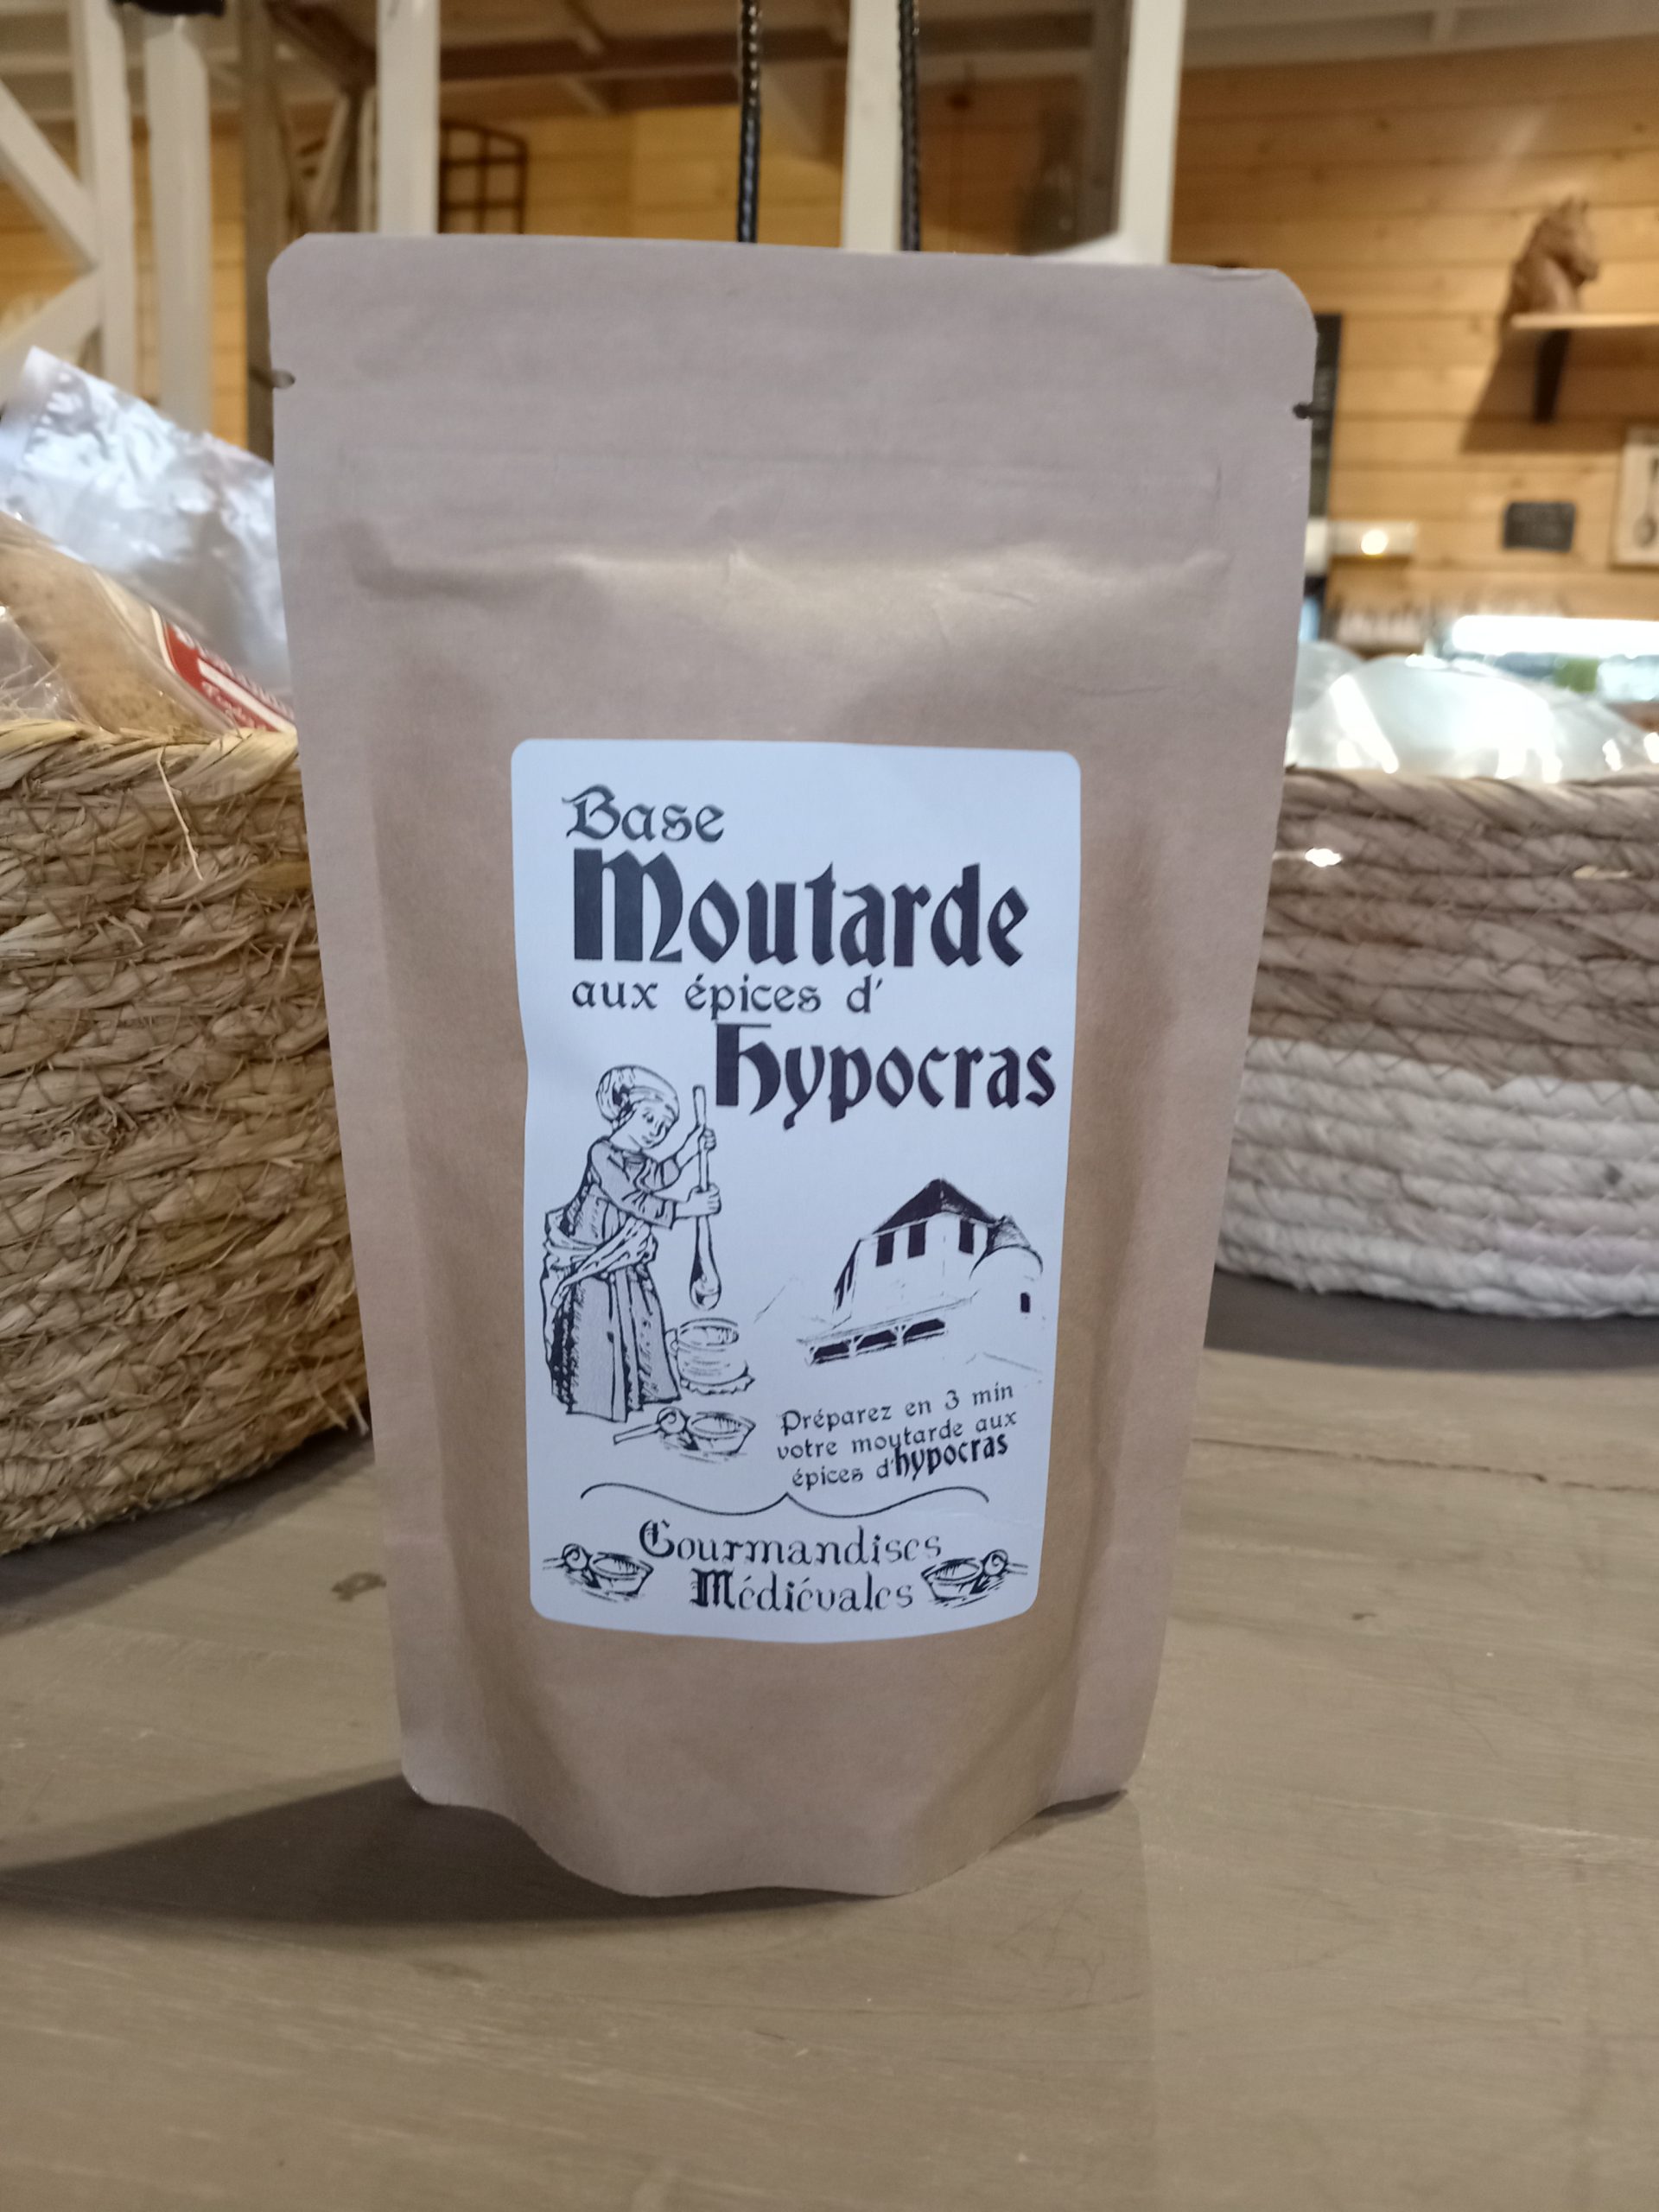 Base
Moutarde
aux épices d'
hypocras
Préparez en 3 min
votre moutarde aux
épices d'hypocras
Gourmandises
Médiévales